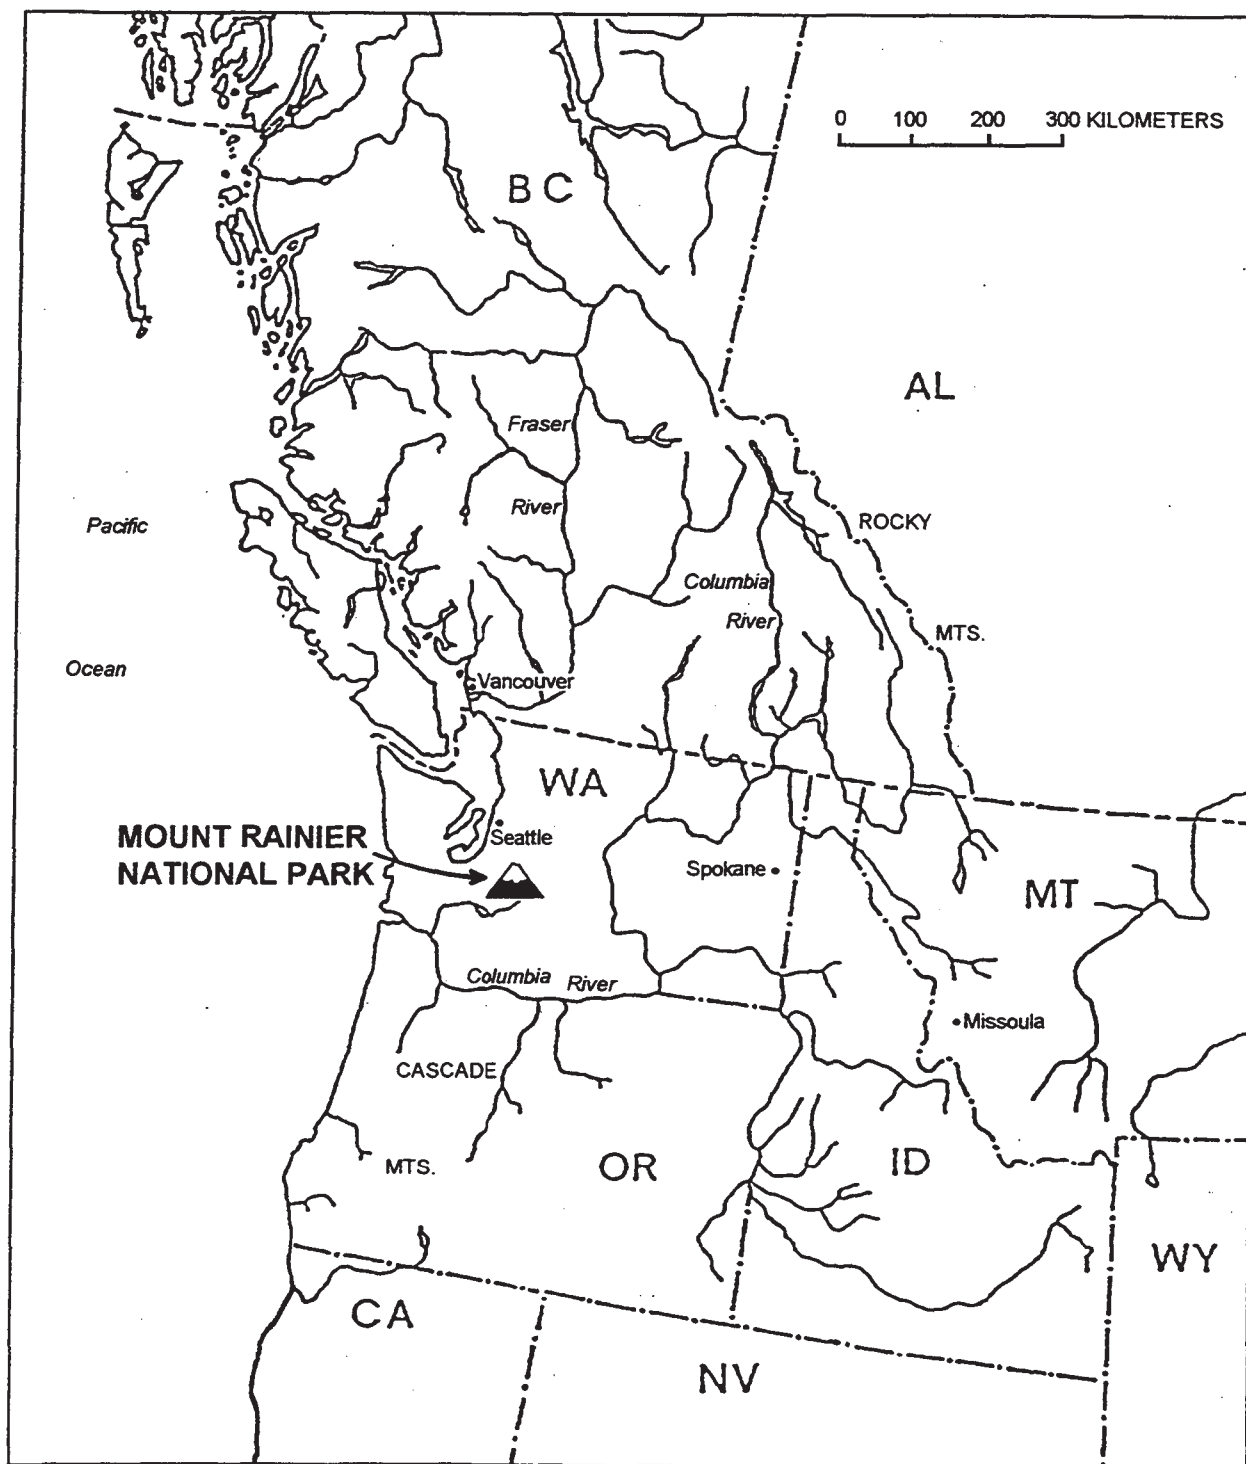 0 100 200 300 KILOMETERS
BC
AL
Fraser
River
Pacific
ROCKY
Columbia
River
MTS.
Ocean
Vancouver
WA
MOUNT RAINIER
NATIONAL PARK
Seattle
Spokane
MT
Columbia River
Missoula
CASCADE
MTS.
OR
ID
WY
CA
NV